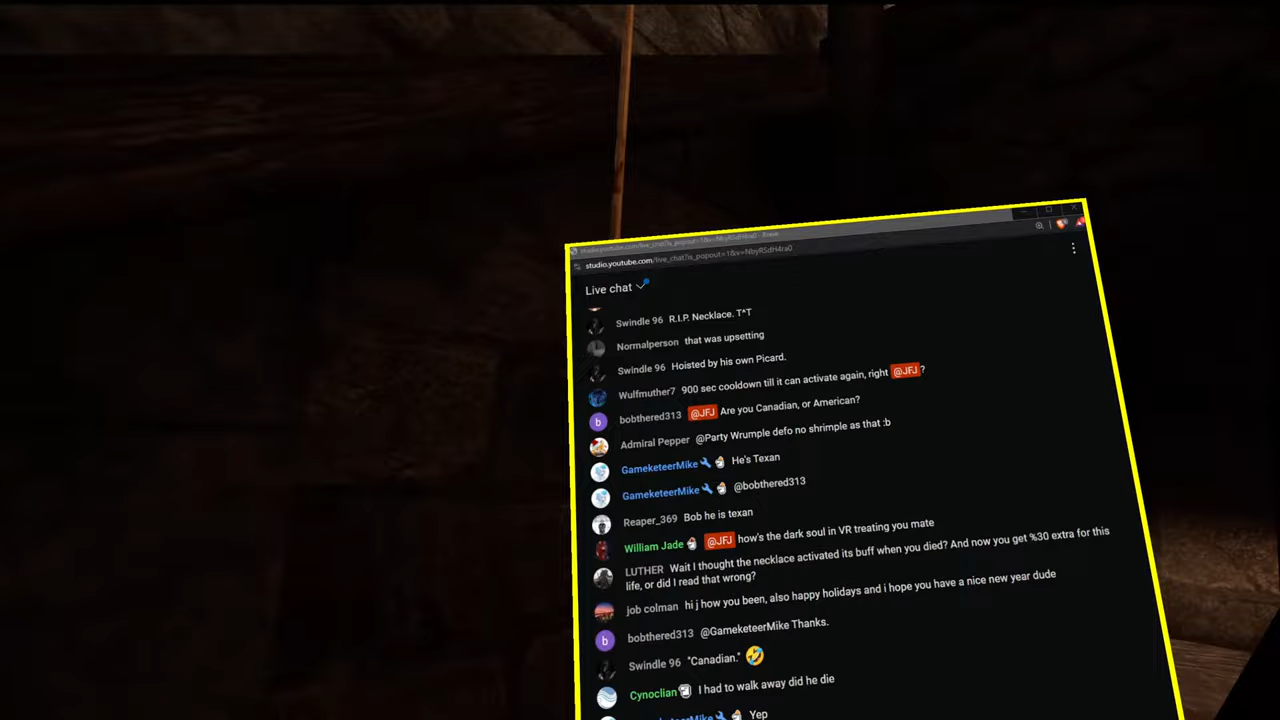 studio.youtube.com/live_chat?is_popout=1&v=NbyRSdH4ra0
Live chat
Swindle 96 R.I.P. Necklace. T^T
Normalperson that was upsetting
Swindle 96 Hoisted by his own Picard.
Wulfmuther7 900 sec cooldown till it can activate again, right @JFJ ?
b bobthered313 @JFJ Are you Canadian, or American?
Admiral Pepper @Party Wrumple defo no shrimple as that :b
GameketeerMike He's Texan
GameketeerMike @bobthered313
Reaper_369 Bob he is texan
William Jade @JFJ how's the dark soul in VR treating you mate
LUTHER Wait I thought the necklace activated its buff when you died? And now you get %30 extra for this
life, or did I read that wrong?
job colman hi j how you been, also happy holidays and i hope you have a nice new year dude
b bobthered313 @GameketeerMike Thanks.
Swindle 96 "Canadian." 🤣
Cynoclian I had to walk away did he die
GameketeerMike Yep